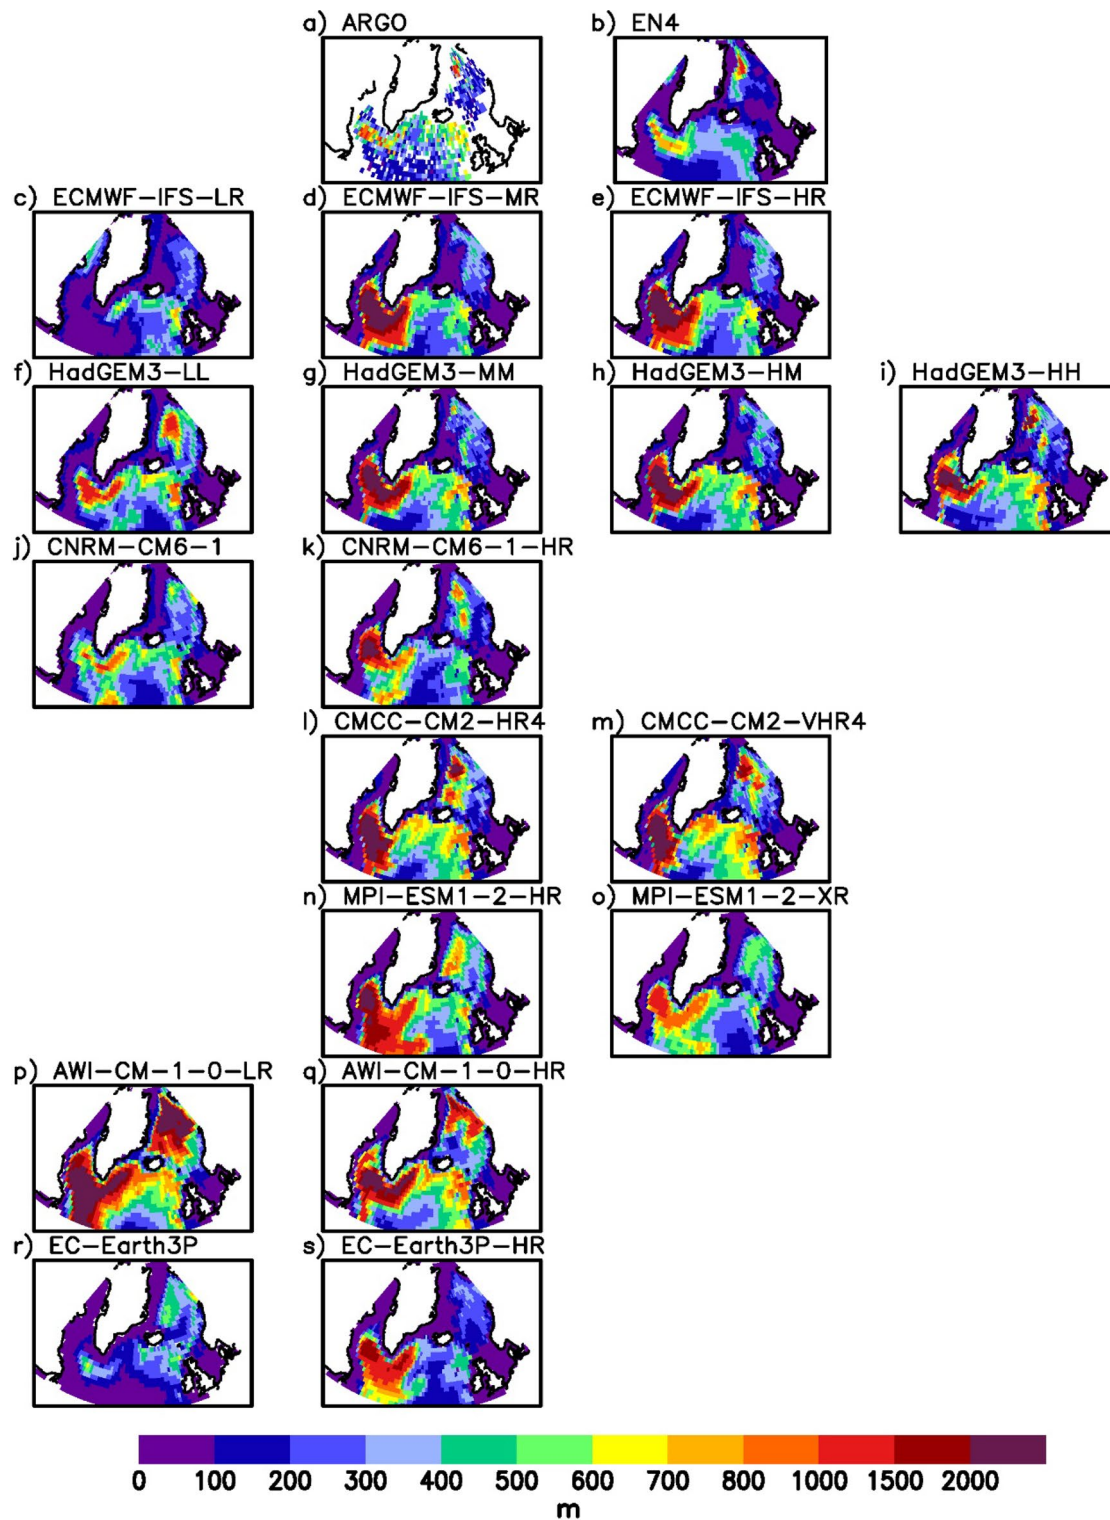 a) ARGO
b) EN4
c) ECMWF-IFS-LR
d) ECMWF-IFS-MR
e) ECMWF-IFS-HR
f) HadGEM3-LL
g) HadGEM3-MM
h) HadGEM3-HM
i) HadGEM3-HH
j) CNRM-CM6-1
k) CNRM-CM6-1-HR
l) CMCC-CM2-HR4
m) CMCC-CM2-VHR4
n) MPI-ESM1-2-HR
o) MPI-ESM1-2-XR
p) AWI-CM-1-0-LR
q) AWI-CM-1-0-HR
r) EC-Earth3P
s) EC-Earth3P-HR
0 100 200 300 400 500 600 700 800 1000 1500 2000
m